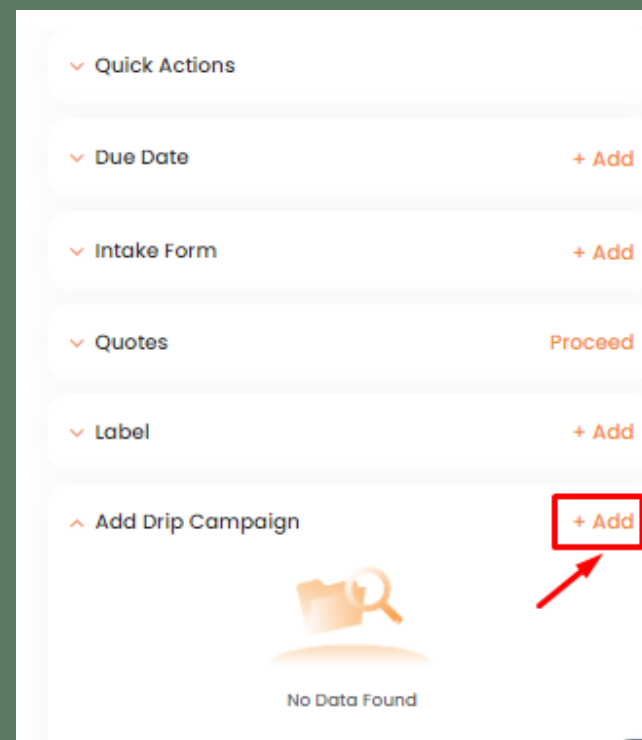 Quick Actions
Due Date + Add
Intake Form + Add
Quotes Proceed
Label + Add
Add Drip Campaign + Add
No Data Found